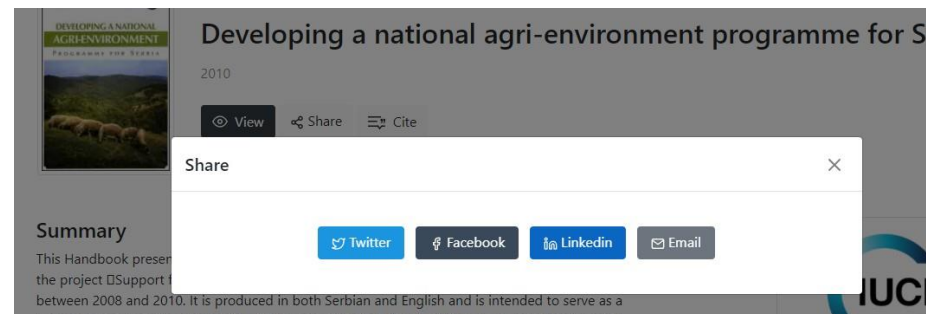 DEVELOPING A NATIONAL
AGRI-ENVIRONMENT
PROGRAMME FOR SERBIA
Developing a national agri-environment programme for S
2010
View
Share
Cite
Share
Twitter
Facebook
Linkedin
Email
Summary
This Handbook presen
the project Support f
between 2008 and 2010. It is produced in both Serbian and English and is intended to serve as a
IUC